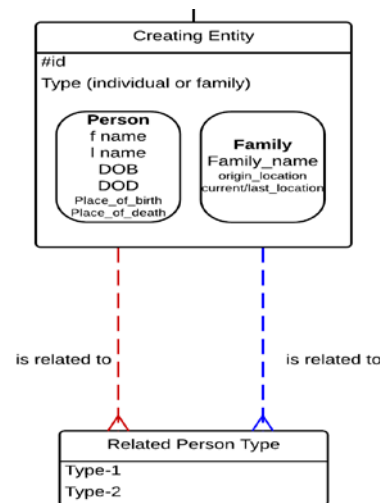 Creating Entity
#id
Type (individual or family)
Person
f name
l name
DOB
DOD
Place_of_birth
Place_of_death
Family
Family_name
origin_location
current/last_location
is related to
is related to
Related Person Type
Type-1
Type-2